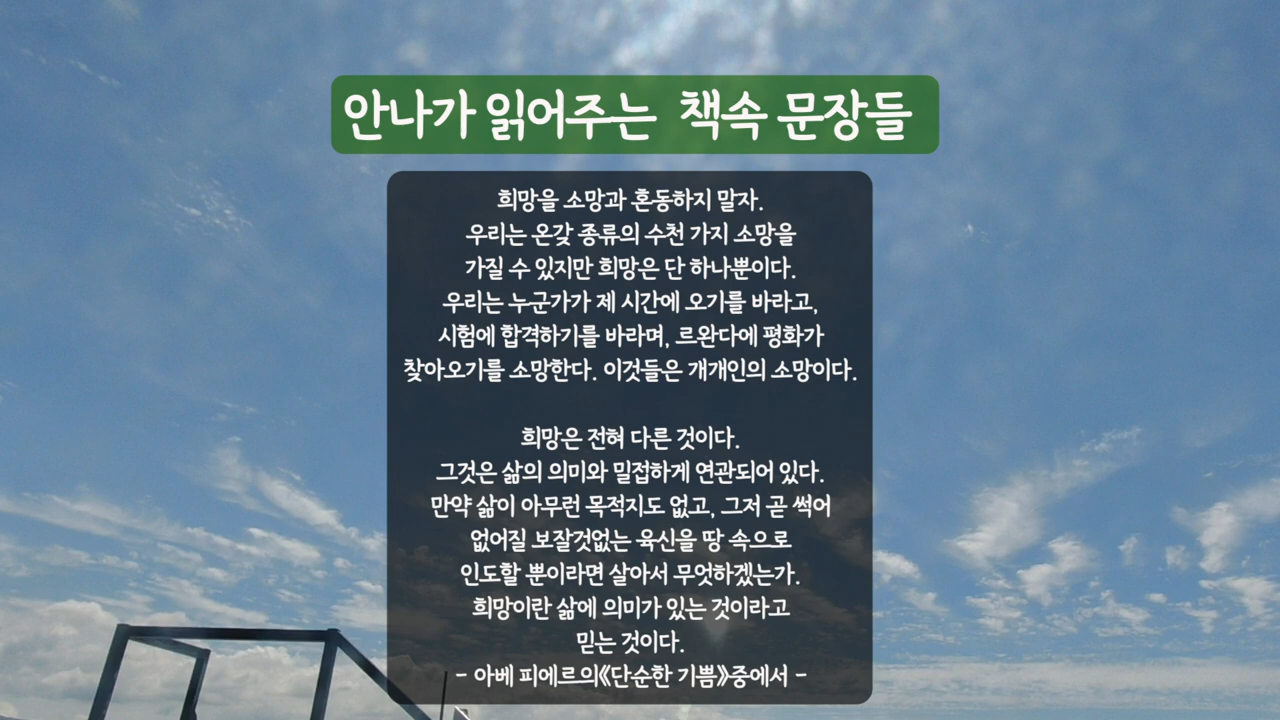 안나가 읽어주는 책속 문장들
희망을 소망과 혼동하지 말자.
우리는 온갖 종류의 수천 가지 소망을
가질 수 있지만 희망은 단 하나뿐이다.
우리는 누군가가 제 시간에 오기를 바라고,
시험에 합격하기를 바라며, 르완다에 평화가
찾아오기를 소망한다. 이것들은 개개인의 소망이다.
희망은 전혀 다른 것이다.
그것은 삶의 의미와 밀접하게 연관되어 있다.
만약 삶이 아무런 목적지도 없고, 그저 곧 썩어
없어질 보잘것없는 육신을 땅 속으로
인도할 뿐이라면 살아서 무엇하겠는가.
희망이란 삶에 의미가 있는 것이라고
믿는 것이다.
- 아베 피에르의《단순한 기쁨》중에서 -